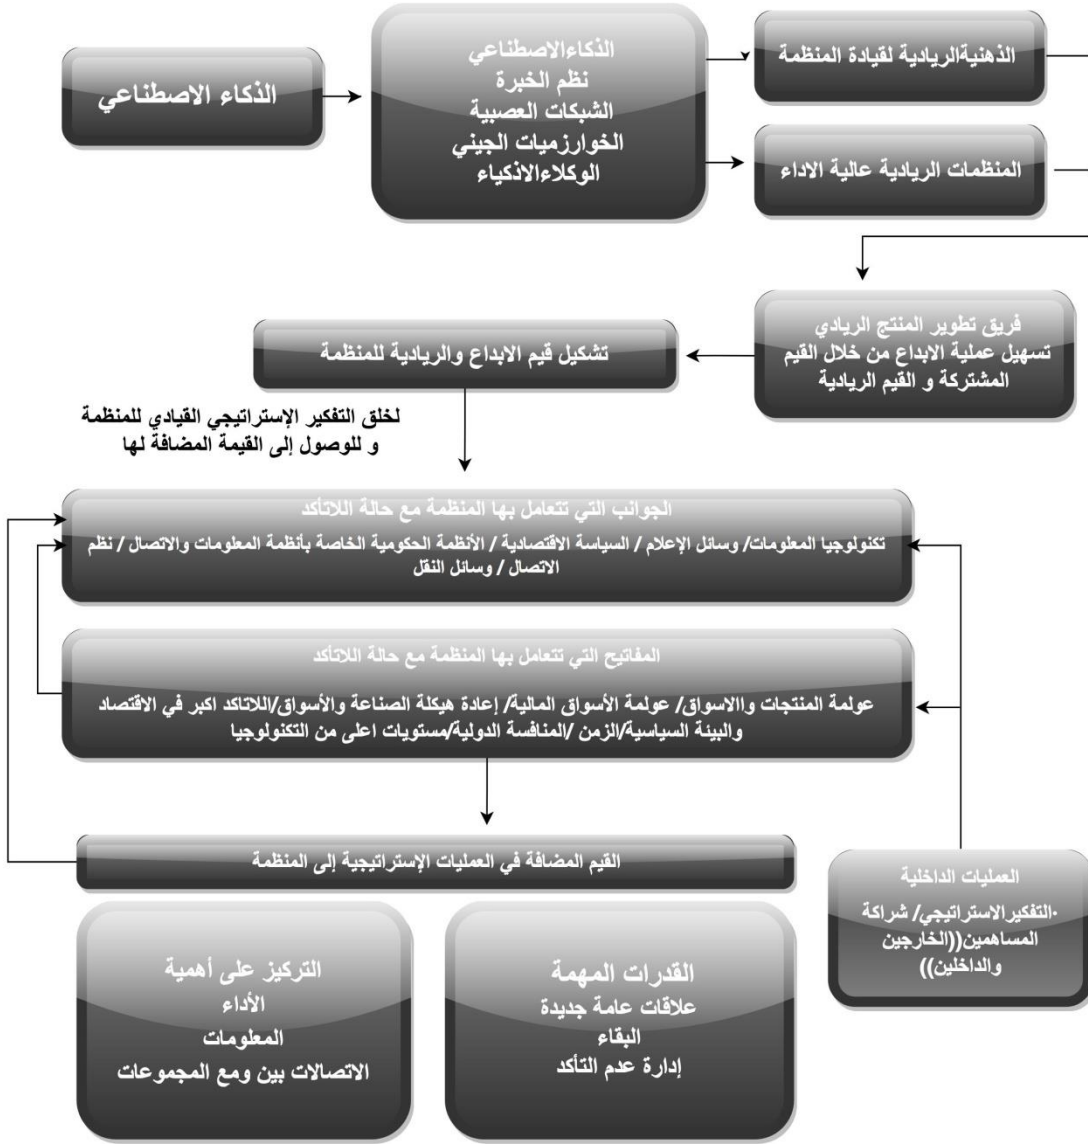 الذكاء الاصطناعي
الذكاءالاصطناعي
نظم الخبرة
الشبكات العصبية
الخوارزميات الجيني
الوكلاءالاذكياء
الذهنيةالريادية لقيادة المنظمة
المنظمات الريادية عالية الاداء
فريق تطوير المنتج الريادي
تسهيل عملية الابداع من خلال القيم
المشتركة و القيم الريادية
تشكيل قيم الابداع والريادية للمنظمة
لخلق التفكير الإستراتيجي القيادي للمنظمة
و للوصول إلى القيمة المضافة لها
الجوانب التي تتعامل بها المنظمة مع حالة اللاتأكد
تكنولوجيا المعلومات/ وسائل الإعلام / السياسة الاقتصادية / الأنظمة الحكومية الخاصة بأنظمة المعلومات والاتصال / نظم
الاتصال / وسائل النقل
المفاتيح التي تتعامل بها المنظمة مع حالة اللاتأكد
عولمة المنتجات وااالاسواق/ عولمة الأسواق المالية/ إعادة هيكلة الصناعة والأسواق/اللاتاكد اكبر في الاقتصاد
والبينة السياسية/الزمن /المنافسة الدولية/مستويات اعلى من التكنولوجيا
القيم المضافة في العمليات الإستراتيجية إلى المنظمة
العمليات الداخلية
•التفكيرالاستراتيجي/ شراكة
المساهمين((الخارجين
والداخلين))
القدرات المهمة
علاقات عامة جديدة
البقاء
إدارة عدم التأكد
التركيز على أهمية
الأداء
المعلومات
الاتصالات بين ومع المجموعات